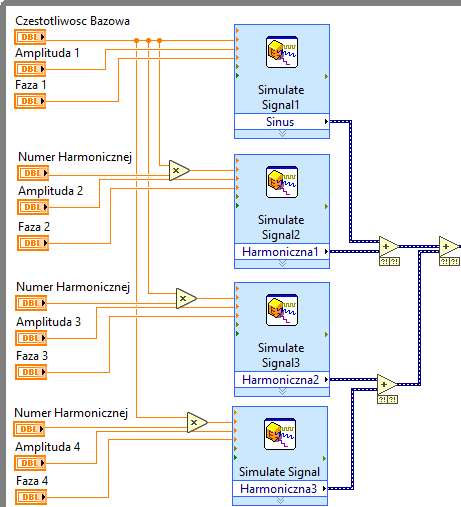 Czestotliwosc Bazowa
DBL
Amplituda 1
DBL
Faza 1
DBL
Simulate
Signal1
Sinus
Numer Harmonicznej
DBL
×
Amplituda 2
DBL
Faza 2
DBL
Simulate
Signal2
Harmoniczna1
+
?!
?!
+
?!
?!
Numer Harmonicznej
DBL
×
Amplituda 3
DBL
Faza 3
DBL
Simulate
Signal3
Harmoniczna2
+
?!
?!
Numer Harmonicznej
DBL
×
Amplituda 4
DBL
Faza 4
DBL
Simulate Signal
Harmoniczna3